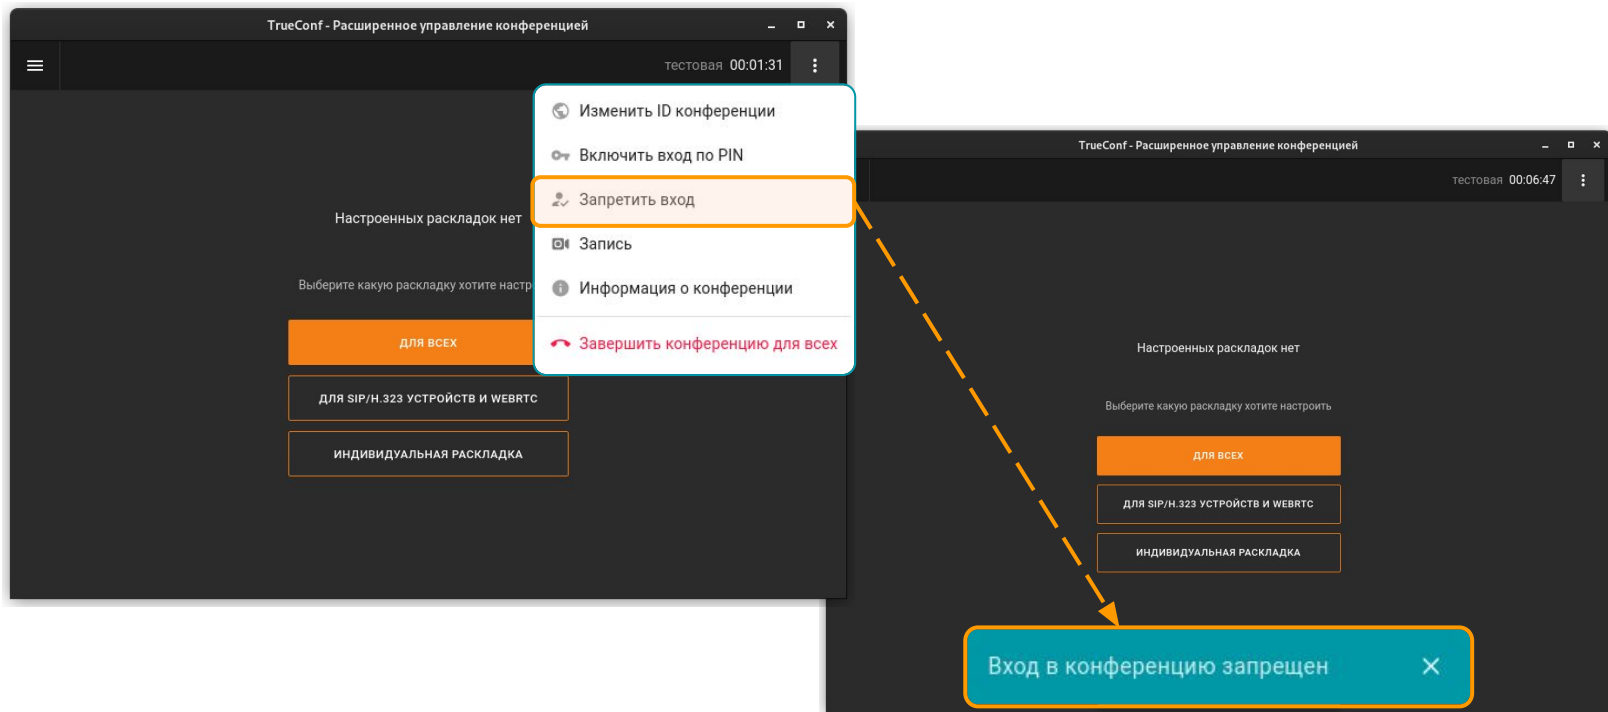 TrueConf - Расширенное управление конференцией
тестовая 00:01:31
Изменить ID конференции
Включить вход по PIN
Запретить вход
Запись
Информация о конференции
Завершить конференцию для всех
Настроенных раскладок нет
Выберите какую раскладку хотите настр
ДЛЯ ВСЕХ
ДЛЯ SIP/H.323 УСТРОЙСТВ И WEBRTC
ИНДИВИДУАЛЬНАЯ РАСКЛАДКА
TrueConf - Расширенное управление конференцией
тестовая 00:06:47
Настроенных раскладок нет
Выберите какую раскладку хотите настроить
ДЛЯ ВСЕХ
ДЛЯ SIP/H.323 УСТРОЙСТВ И WEBRTC
ИНДИВИДУАЛЬНАЯ РАСКЛАДКА
Вход в конференцию запрещен